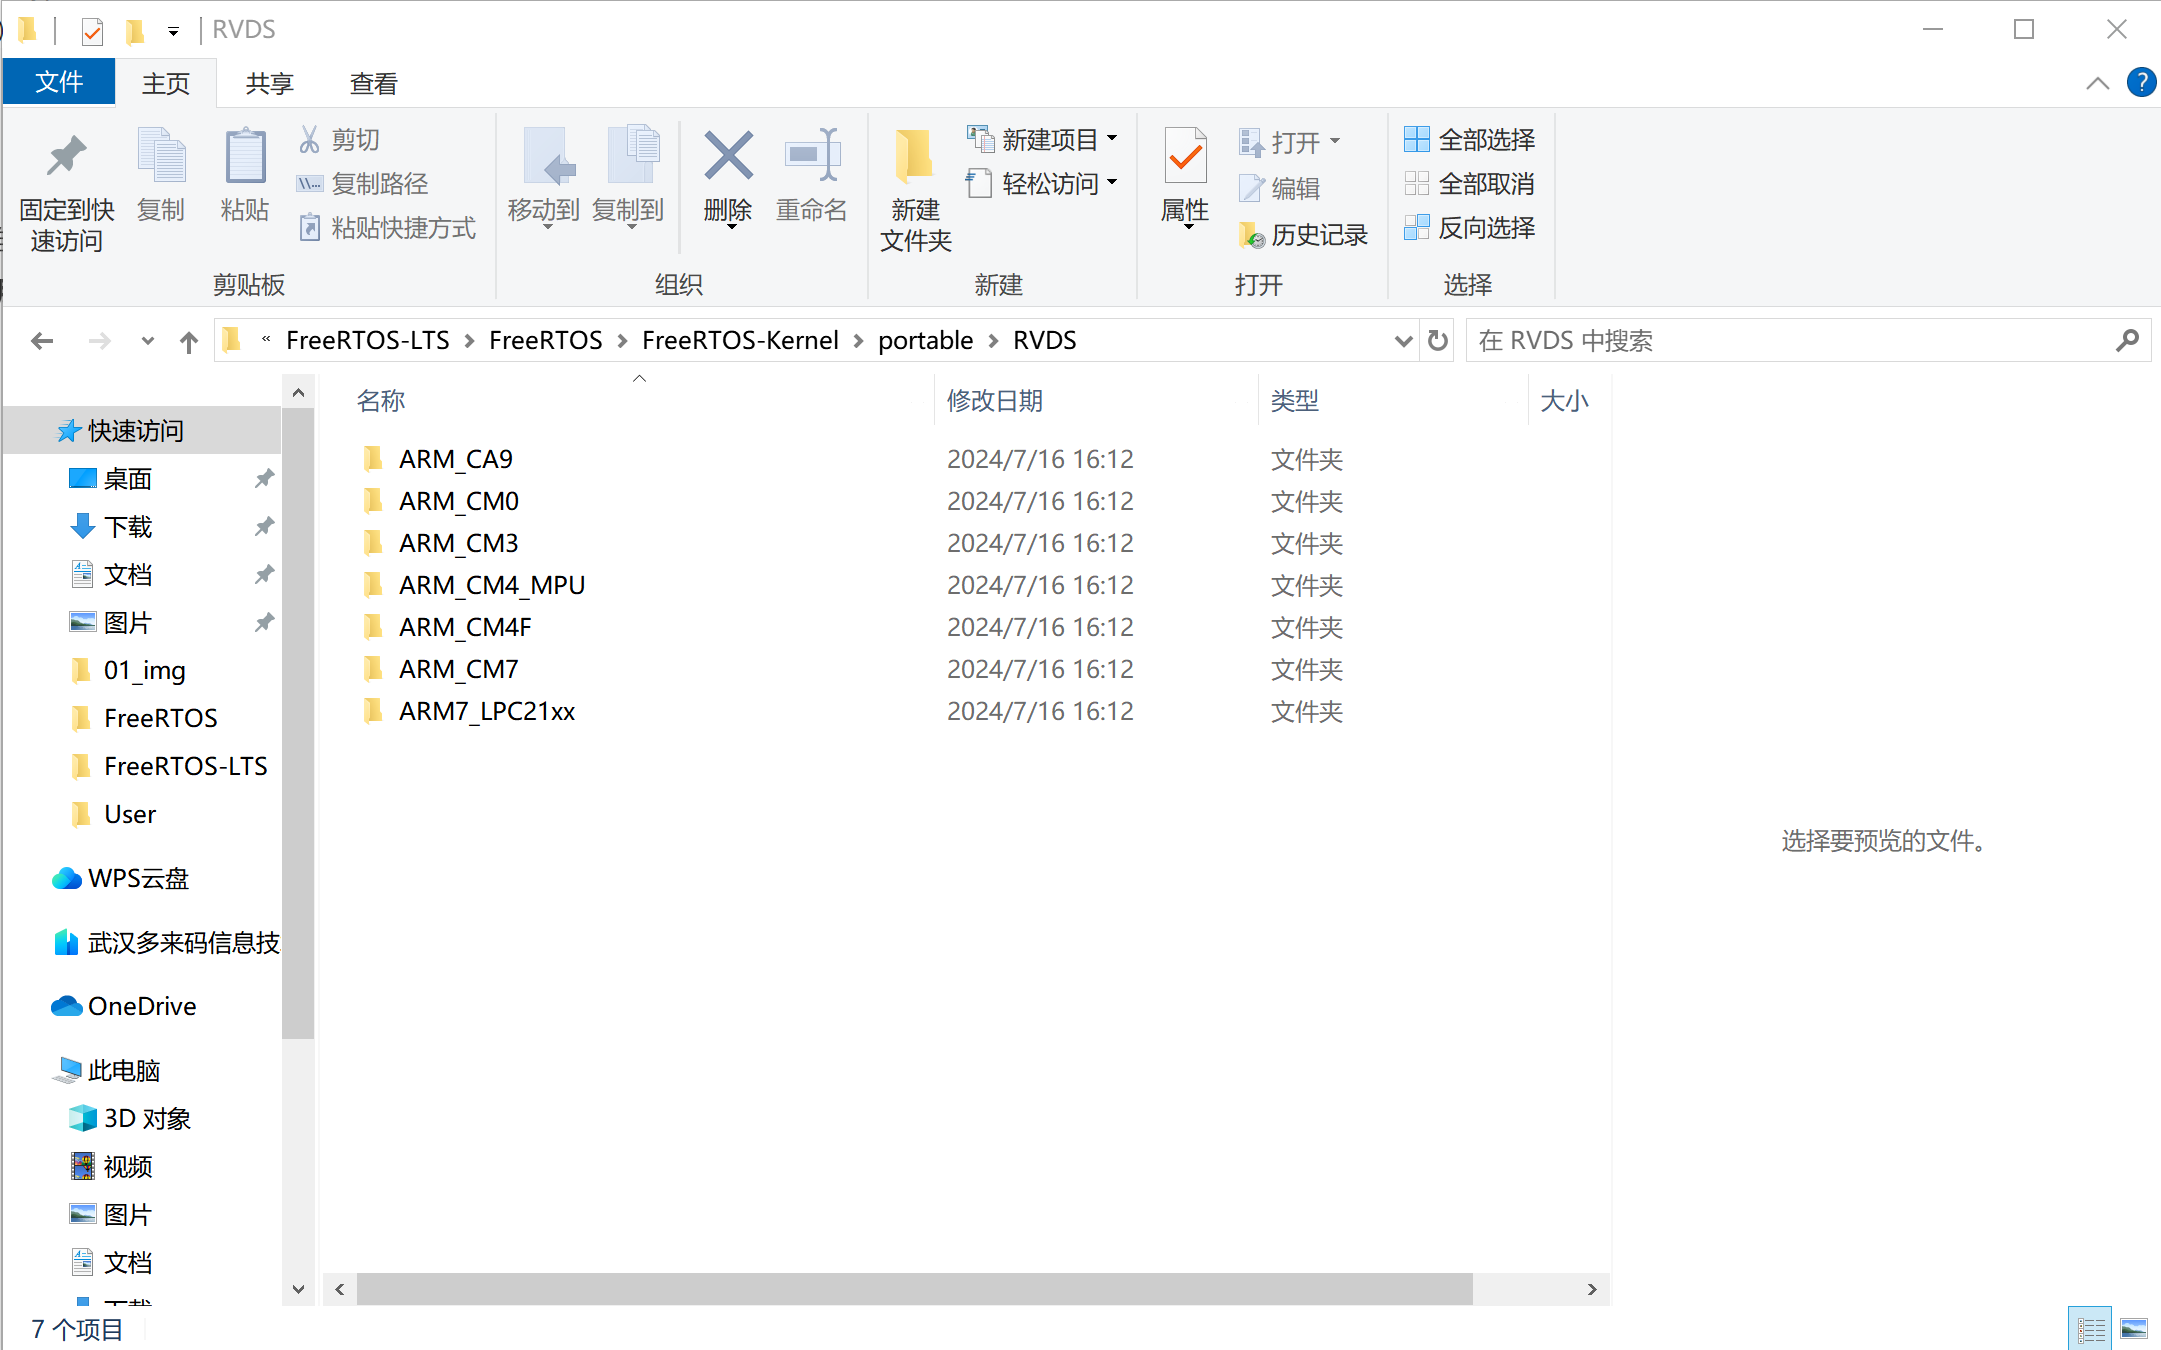 RVDS
文件 主页 共享 查看
固定到快速访问
复制
粘贴
剪切
复制路径
粘贴快捷方式
剪贴板
移动到
复制到
删除
重命名
组织
新建文件夹
新建项目
轻松访问
新建
属性
打开
编辑
历史记录
打开
全部选择
全部取消
反向选择
选择
« FreeRTOS-LTS > FreeRTOS > FreeRTOS-Kernel > portable > RVDS
在 RVDS 中搜索
快速访问
桌面
下载
文档
图片
01_img
FreeRTOS
FreeRTOS-LTS
User
WPS云盘
武汉多来码信息技
OneDrive
此电脑
3D 对象
视频
图片
文档
名称 修改日期 类型 大小
ARM_CA9 2024/7/16 16:12 文件夹
ARM_CM0 2024/7/16 16:12 文件夹
ARM_CM3 2024/7/16 16:12 文件夹
ARM_CM4_MPU 2024/7/16 16:12 文件夹
ARM_CM4F 2024/7/16 16:12 文件夹
ARM_CM7 2024/7/16 16:12 文件夹
ARM7_LPC21xx 2024/7/16 16:12 文件夹
选择要预览的文件。
7 个项目